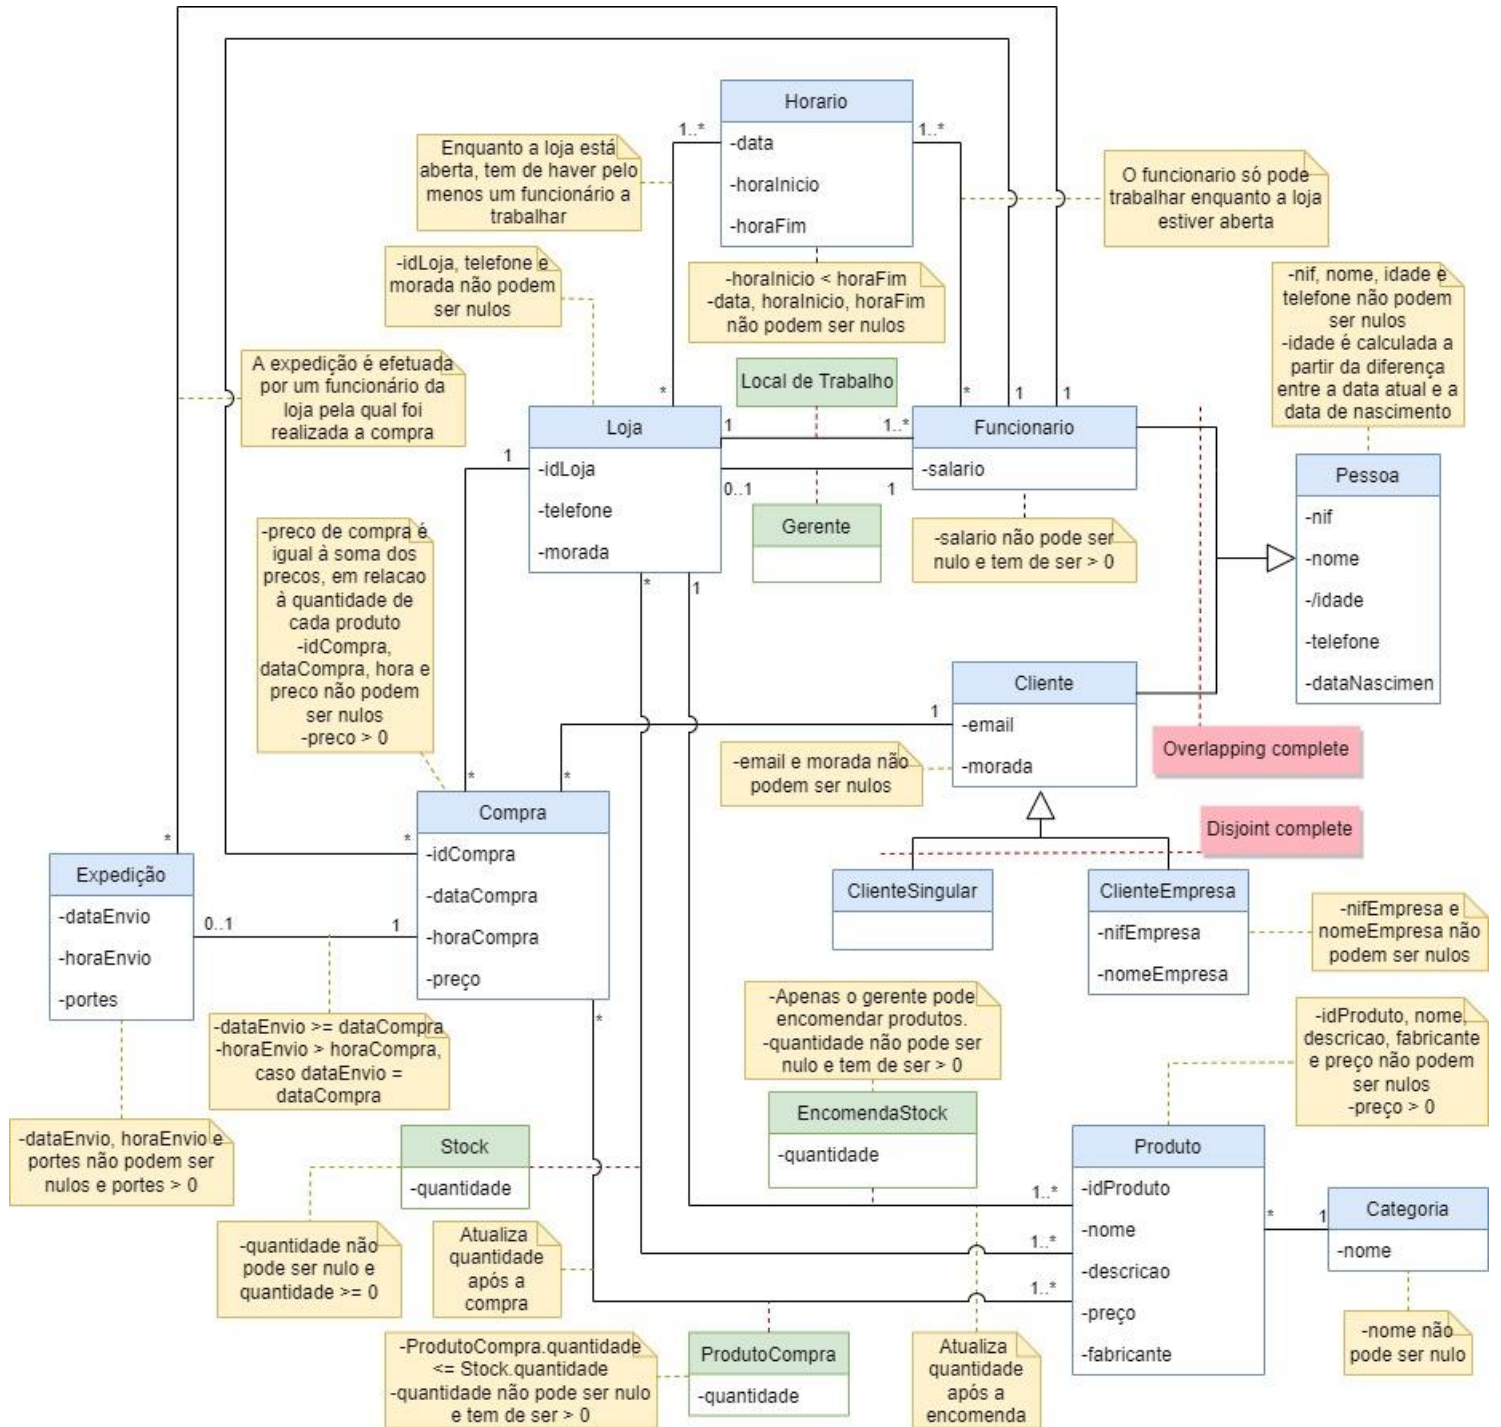 Horario
-data
-horaInicio
-horaFim
1..*
1..*
Enquanto a loja está
aberta, tem de haver pelo
menos um funcionário a
trabalhar
O funcionario só pode
trabalhar enquanto a loja
estiver aberta
-idLoja, telefone e
morada não podem
ser nulos
-horaInicio < horaFim
-data, horaInicio, horaFim
não podem ser nulos
-nif, nome, idade e
telefone não podem
ser nulos
-idade é calculada a
partir da diferença
entre a data atual e a
data de nascimento
A expedição é efetuada
por um funcionário da
loja pela qual foi
realizada a compra
Local de Trabalho
*
*
1
1
Loja
-idLoja
-telefone
-morada
1
1..*
0..1
1
1
Funcionario
-salario
Gerente
-salario não pode ser
nulo e tem de ser > 0
Pessoa
-nif
-nome
-/idade
-telefone
-dataNascimen
-preco de compra é
igual à soma dos
precos, em relacao
à quantidade de
cada produto
-idCompra,
dataCompra, hora e
preco não podem
ser nulos
-preco > 0
*
1
Cliente
-email
-morada
1
-email e morada não
podem ser nulos
Overlapping complete
Disjoint complete
*
*
Compra
-idCompra
-dataCompra
-horaCompra
-preço
*
*
Expedição
-dataEnvio
-horaEnvio
-portes
0..1
1
ClienteSingular
ClienteEmpresa
-nifEmpresa
-nomeEmpresa
-nifEmpresa e
nomeEmpresa não
podem ser nulos
-dataEnvio >= dataCompra
-horaEnvio > horaCompra,
caso dataEnvio =
dataCompra
*
-Apenas o gerente pode
encomendar produtos.
-quantidade não pode ser
nulo e tem de ser > 0
-idProduto, nome,
descricao, fabricante
e preço não podem
ser nulos
-preço > 0
-dataEnvio, horaEnvio e
portes não podem ser
nulos e portes > 0
Stock
-quantidade
EncomendaStock
-quantidade
Produto
-idProduto
-nome
-descricao
-preço
-fabricante
1..*
1..*
1..*
*
1
Categoria
-nome
-quantidade não
pode ser nulo e
quantidade >= 0
Atualiza
quantidade
após a
compra
-ProdutoCompra.quantidade
<= Stock.quantidade
-quantidade não pode ser nulo
e tem de ser > 0
ProdutoCompra
-quantidade
Atualiza
quantidade
após a
encomenda
-nome não
pode ser nulo